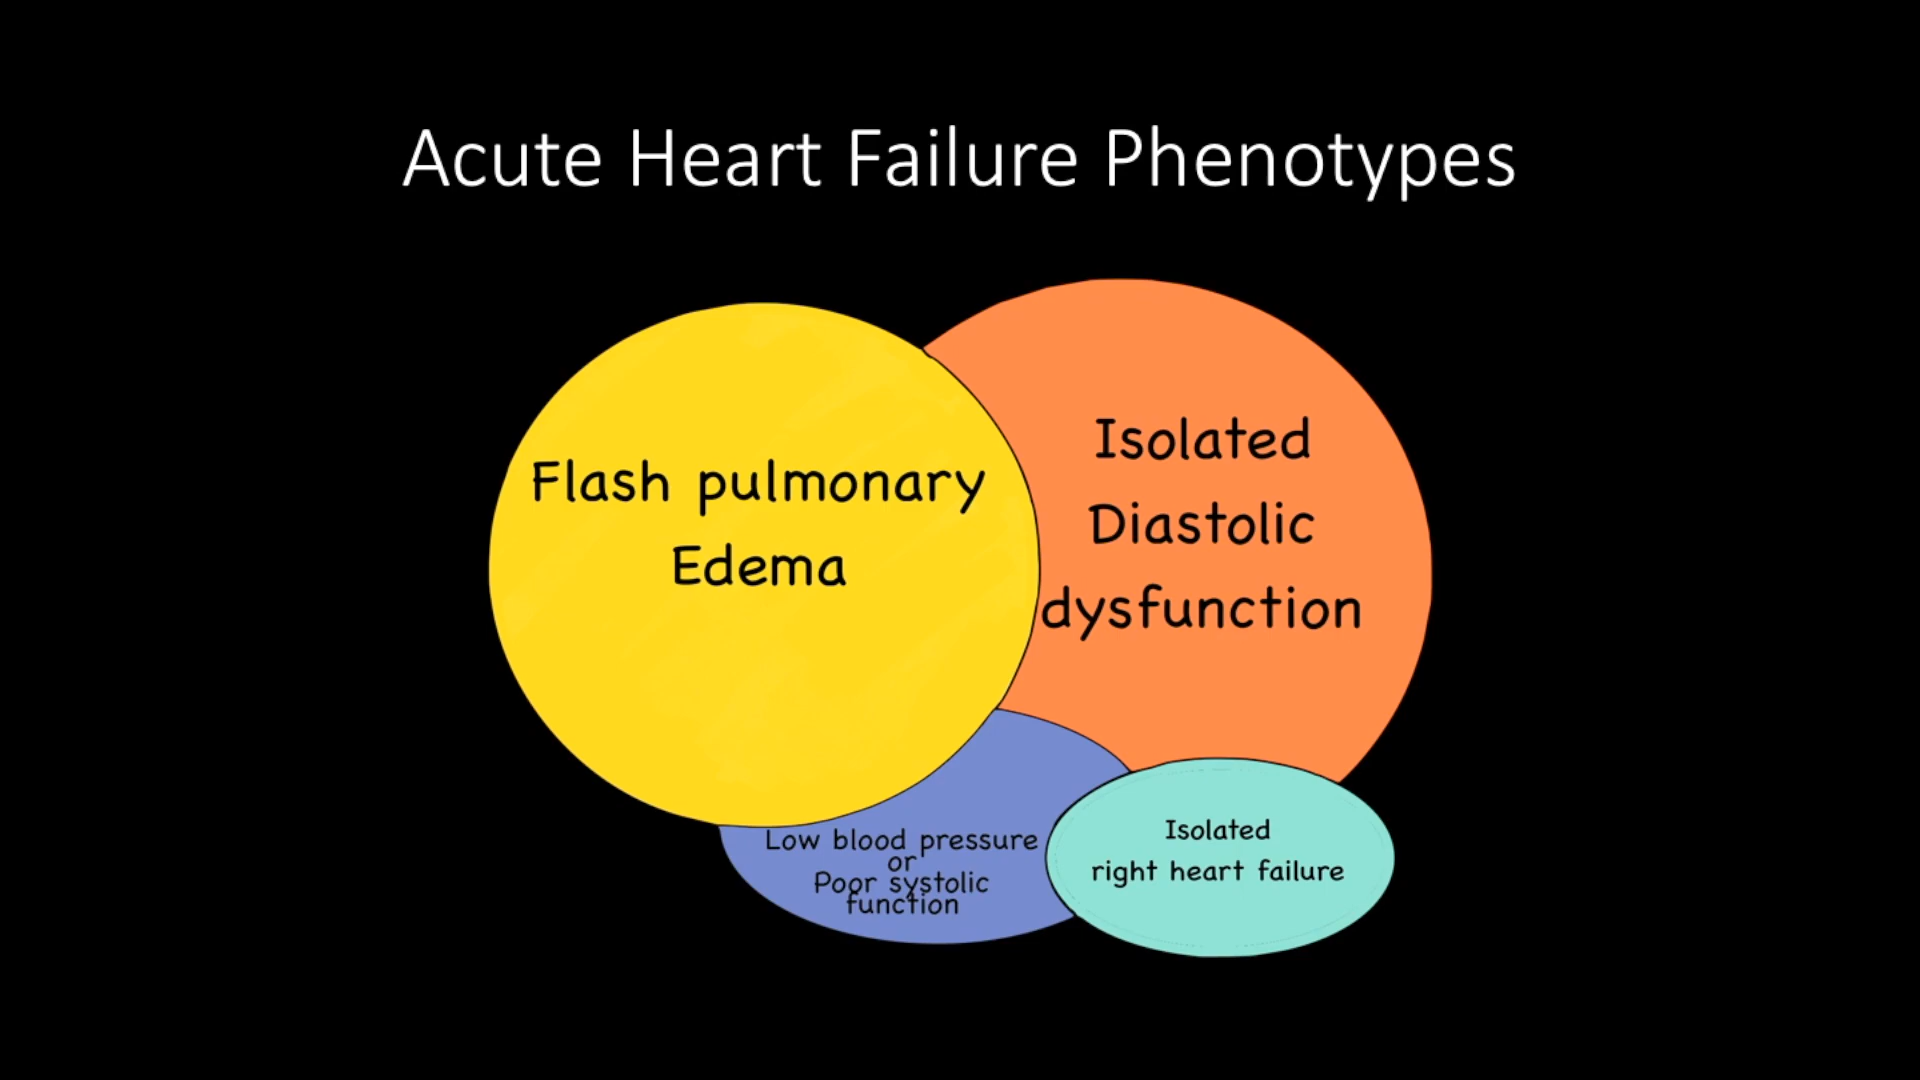 Acute Heart Failure Phenotypes
Flash pulmonary
Edema
Isolated
Diastolic
dysfunction
Low blood pressure
or
Poor systolic
function
Isolated
right heart failure